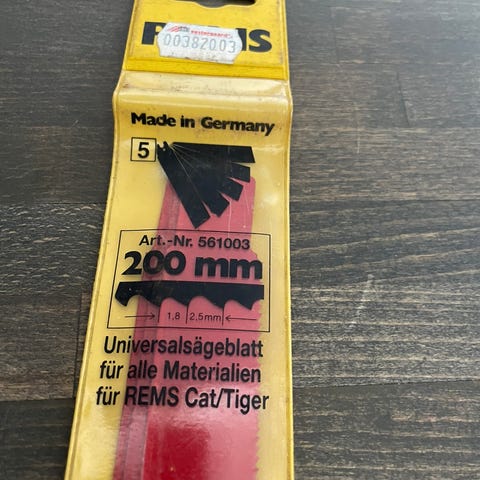 REMS
00382003
Made in Germany
5
Art.-Nr. 561003
200 mm
1,8 2,5mm
Universalsägeblatt
für alle Materialien
für REMS Cat/Tiger